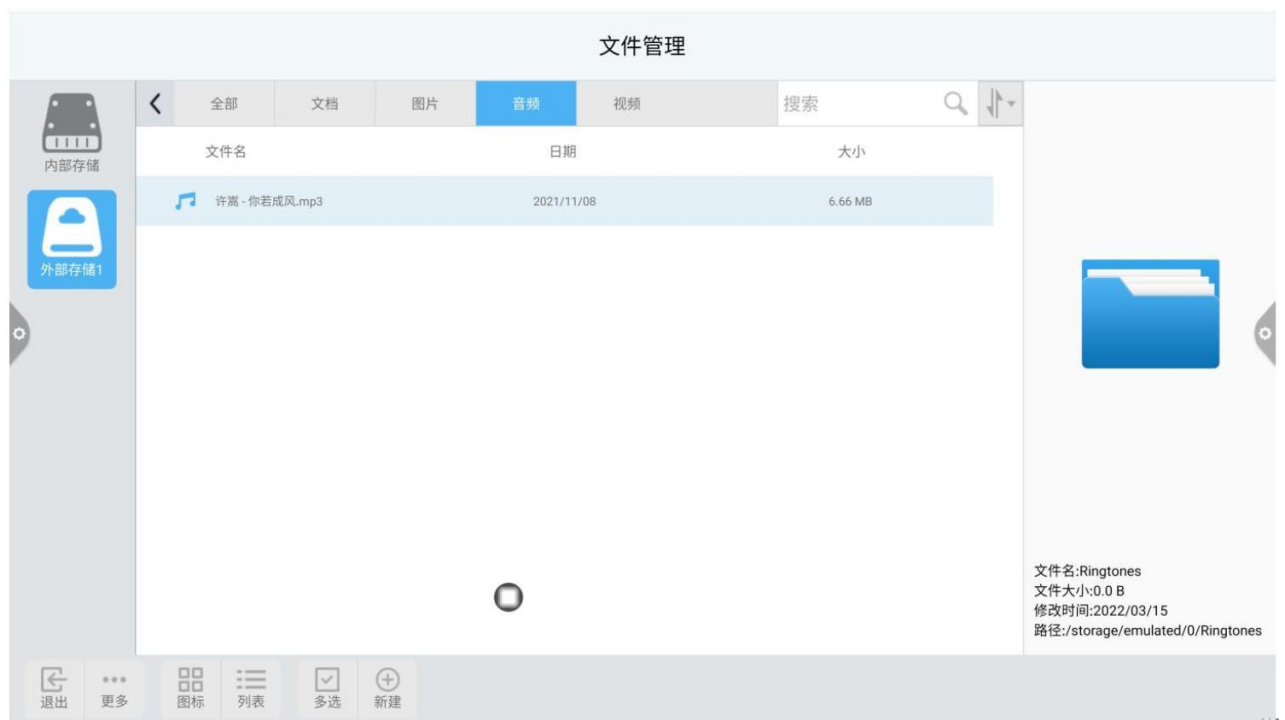 文件管理
内部存储
外部存储1
全部 文档 图片 音频 视频 搜索
文件名 日期 大小
许嵩 - 你若成风.mp3 2021/11/08 6.66 MB
文件名:Ringtones
文件大小:0.0 B
修改时间:2022/03/15
路径:/storage/emulated/0/Ringtones
退出 更多 图标 列表 多选 新建